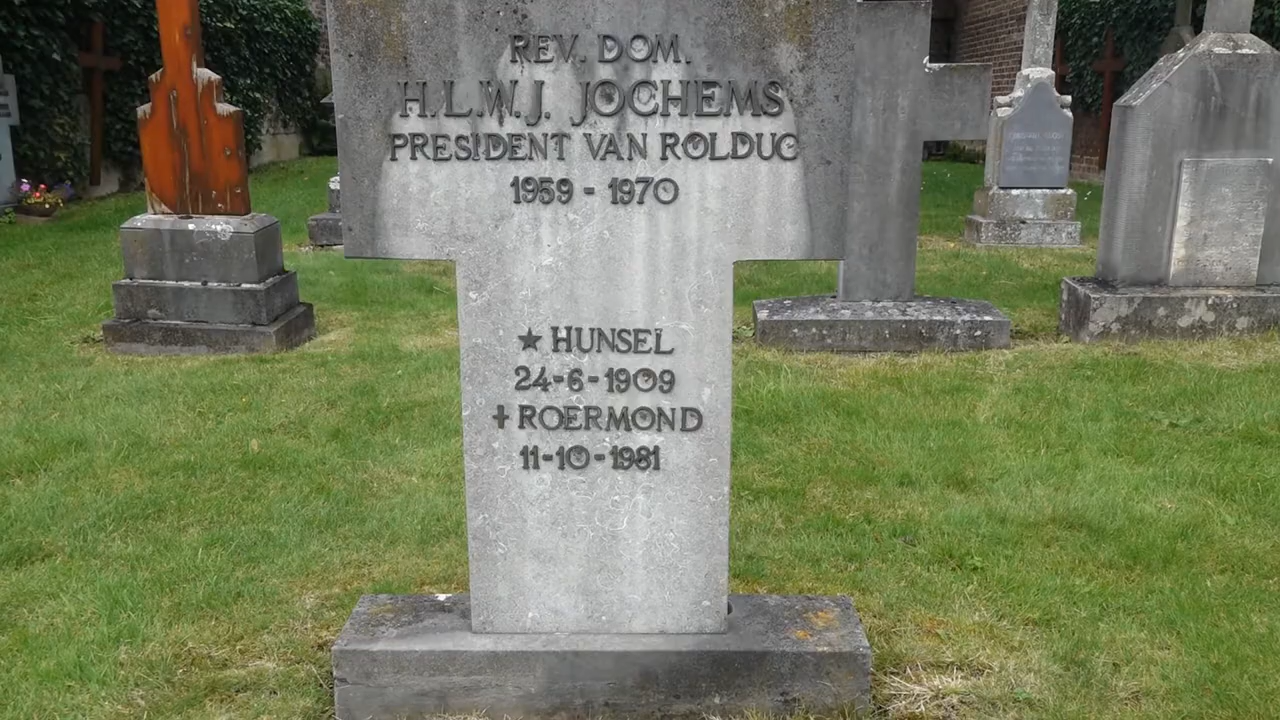 REV. DOM.
H.L.W.J. JOCHEMS
PRESIDENT VAN ROLDUC
1959 - 1970
★ HUNSEL
24-6-1909
✝ ROERMOND
11-10-1981